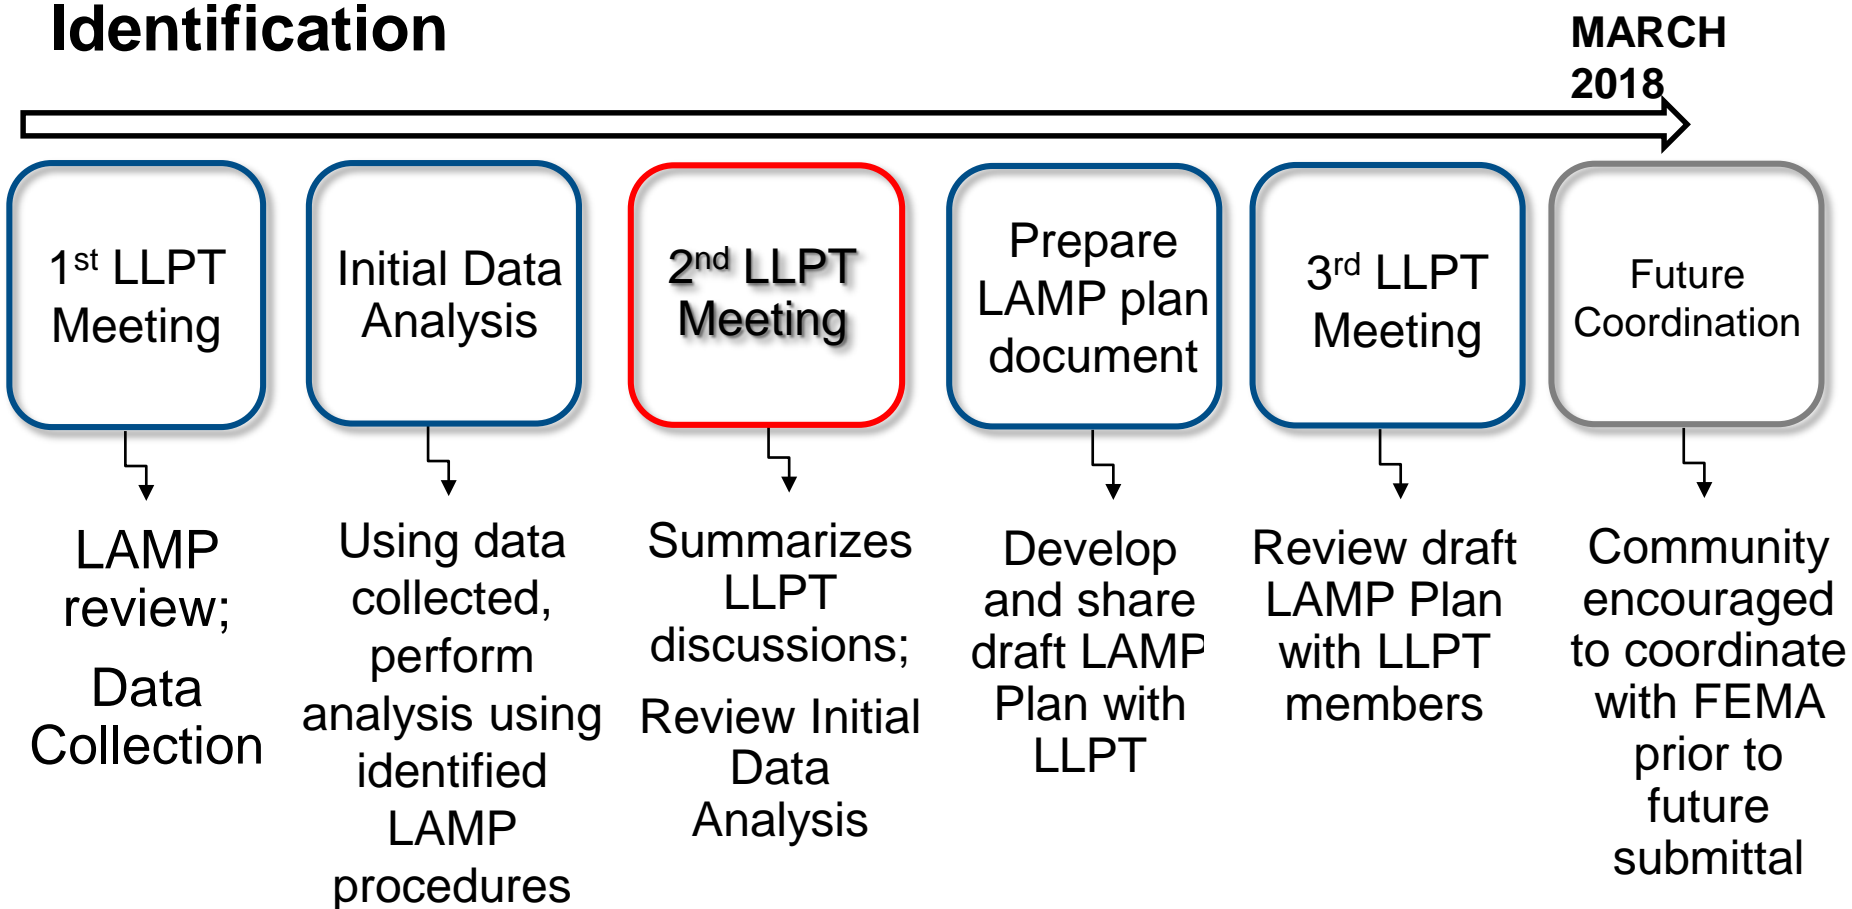 Identification
MARCH
2018
1st LLPT
Meeting
Initial Data
Analysis
2nd LLPT
Meeting
Prepare
LAMP plan
document
3rd LLPT
Meeting
Future
Coordination
LAMP
review;
Data
Collection
Using data
collected,
perform
analysis using
identified
LAMP
procedures
Summarizes
LLPT
discussions;
Review Initial
Data
Analysis
Develop
and share
draft LAMP
Plan with
LLPT
Review draft
LAMP Plan
with LLPT
members
Community
encouraged
to coordinate
with FEMA
prior to
future
submittal